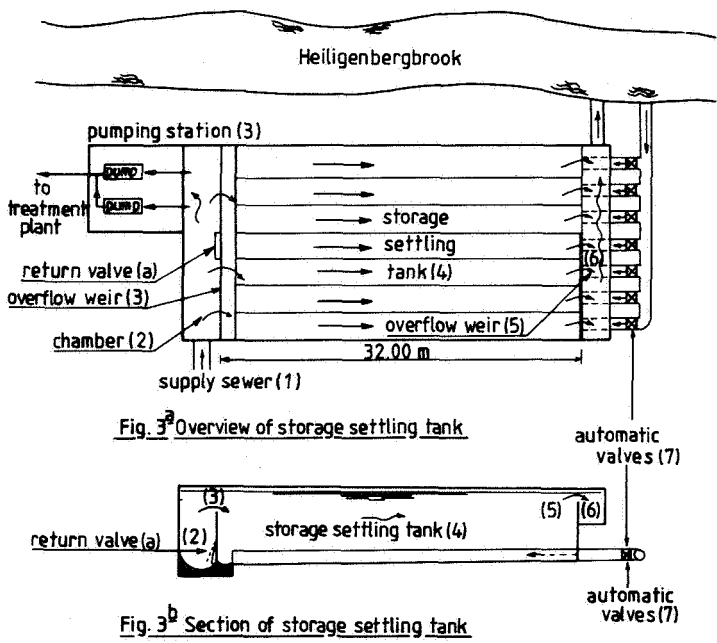 Heiligenbergbrook
pumping station (3)
pump
pump
to
treatment
plant
storage
settling
tank(4)
(6)
return valve(a)
overflow weir(3)
chamber(2)
overflow weir(5)
32.00 m
supply sewer(1)
Fig. 3a Overview of storage settling tank
automatic
valves(7)
(3)
(2)
(5)
(6)
storage settling tank(4)
return valve(a)
automatic
valves(7)
Fig. 3b Section of storage settling tank